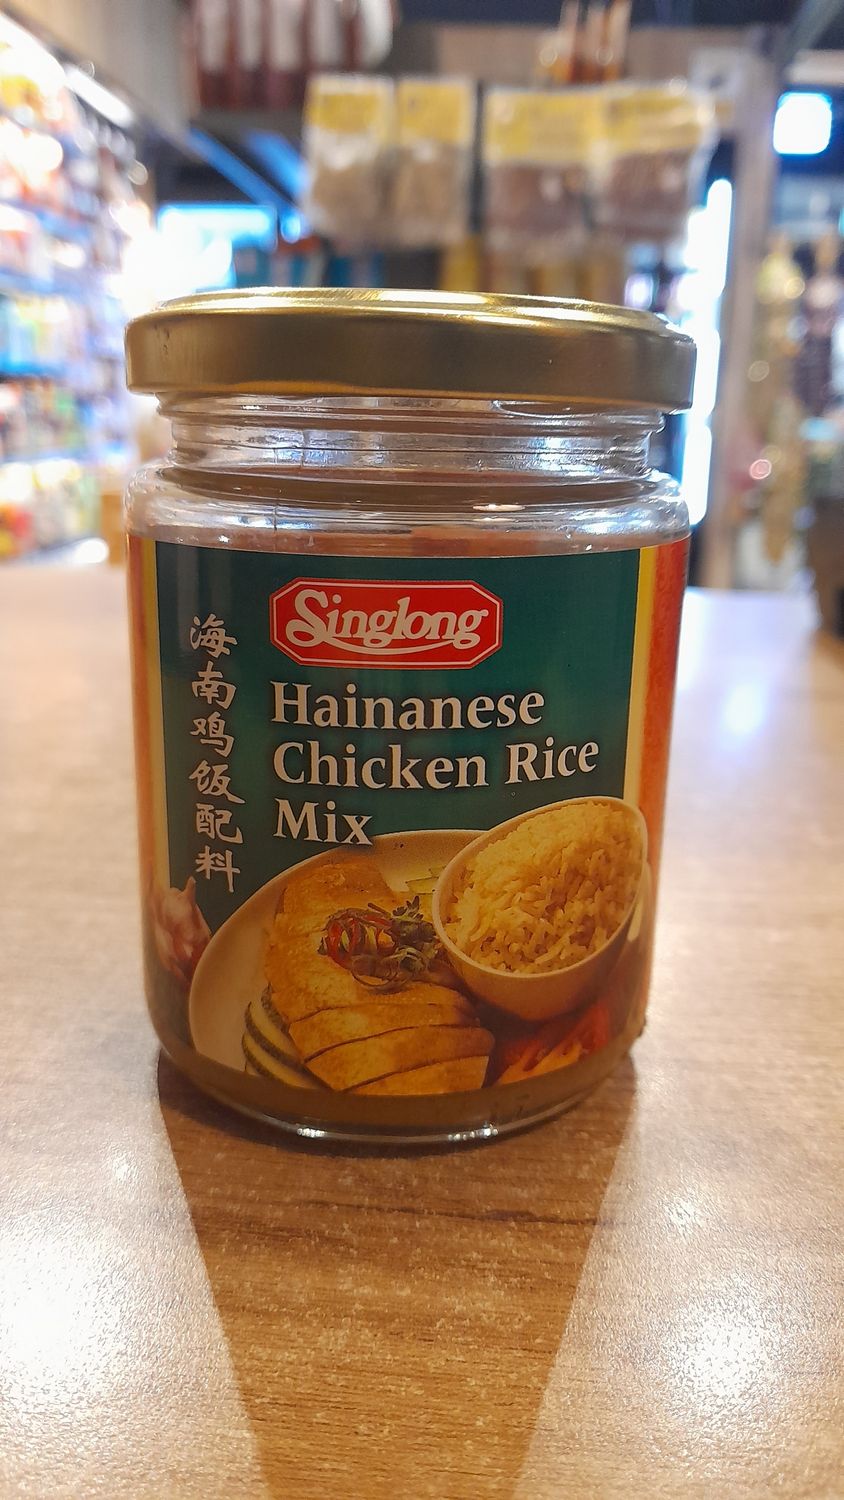 Singlong
Hainanese
Chicken Rice
Mix
海南鸡饭配料